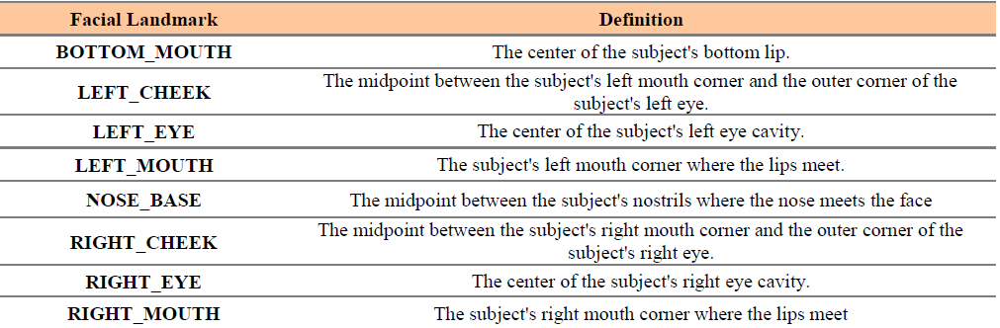 Facial Landmark Definition
BOTTOM_MOUTH The center of the subject's bottom lip.
LEFT_CHEEK The midpoint between the subject's left mouth corner and the outer corner of the
subject's left eye.
LEFT_EYE The center of the subject's left eye cavity.
LEFT_MOUTH The subject's left mouth corner where the lips meet.
NOSE_BASE The midpoint between the subject's nostrils where the nose meets the face
RIGHT_CHEEK The midpoint between the subject's right mouth corner and the outer corner of the
subject's right eye.
RIGHT_EYE The center of the subject's right eye cavity.
RIGHT_MOUTH The subject's right mouth corner where the lips meet